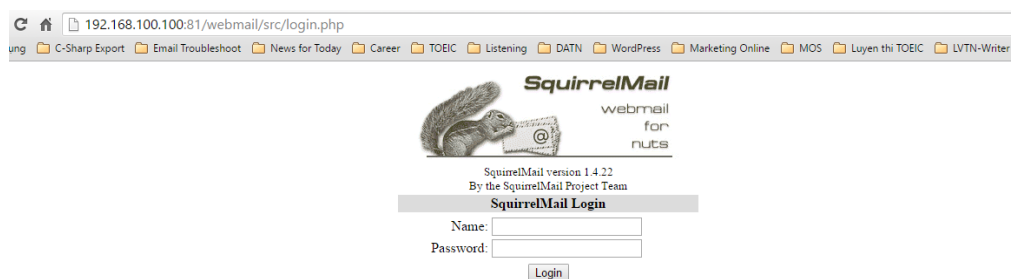 192.168.100.100:81/webmail/src/login.php
ung C-Sharp Export Email Troubleshoot News for Today Career TOEIC Listening DATN WordPress Marketing Online MOS Luyen thi TOEIC LVTN-Writer
SquirrelMail
webmail
for
nuts
@
SquirrelMail version 1.4.22
By the SquirrelMail Project Team
SquirrelMail Login
Name:
Password:
Login